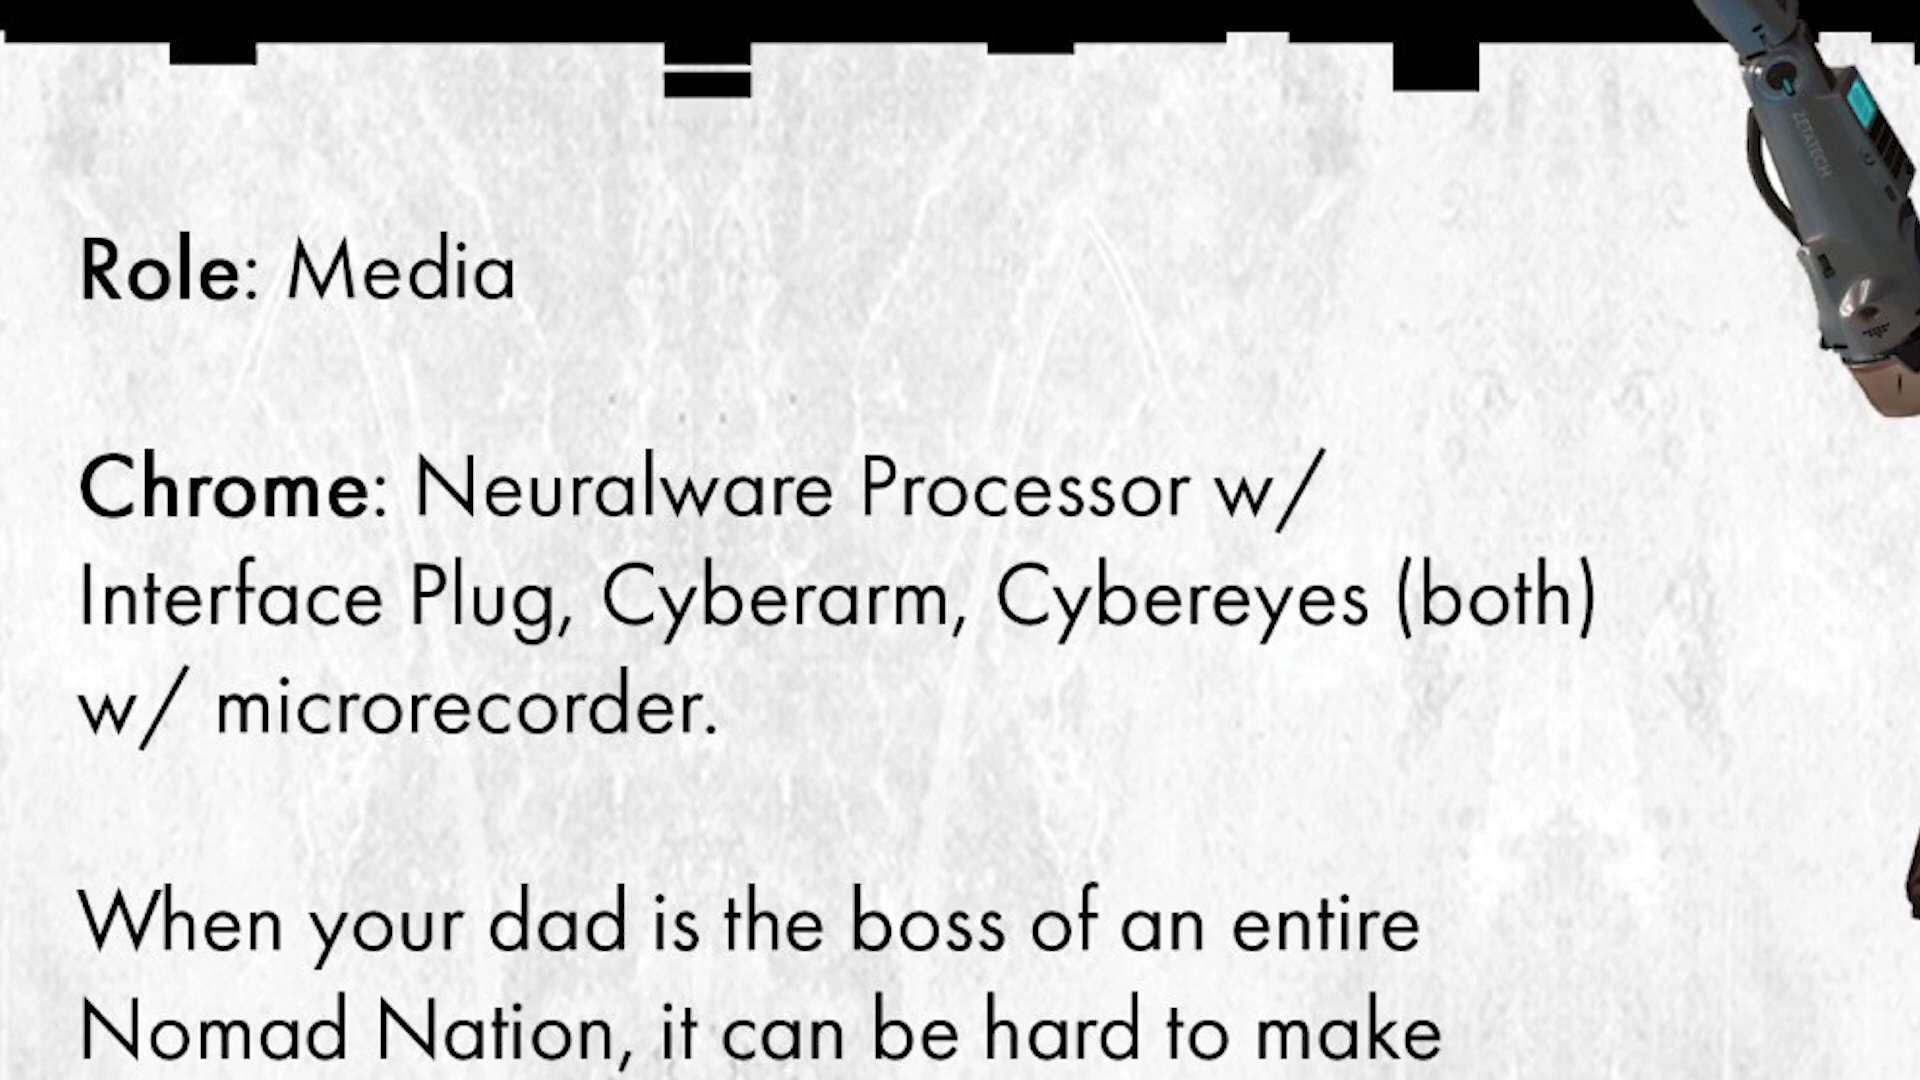 ZETATECH
Role: Media
Chrome: Neuralware Processor w/
Interface Plug, Cyberarm, Cybereyes (both)
w/ microrecorder.
When your dad is the boss of an entire
Nomad Nation, it can be hard to make